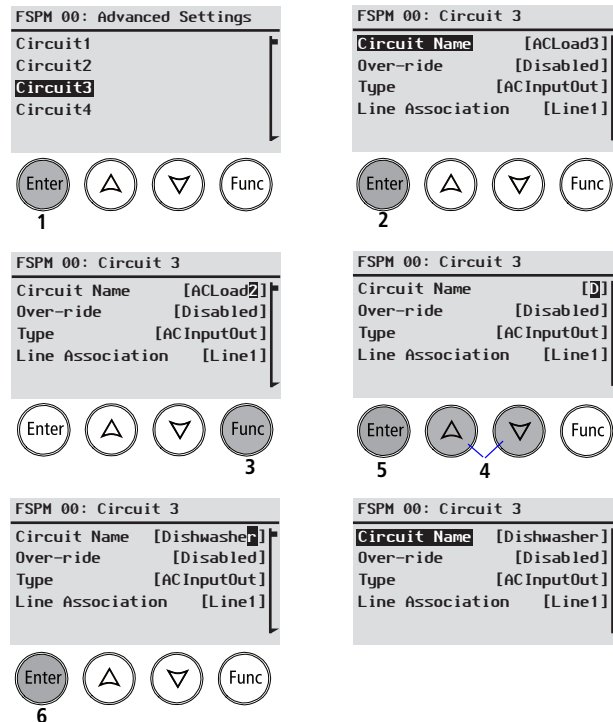 FSPM 00: Advanced Settings
Circuit1
Circuit2
Circuit3
Circuit4
Enter
Func
1
FSPM 00: Circuit 3
Circuit Name [ACLoad3]
Over-ride [Disabled]
Type [ACInputOut]
Line Association [Line1]
Enter
Func
2
FSPM 00: Circuit 3
Circuit Name [ACLoad2]
Over-ride [Disabled]
Type [ACInputOut]
Line Association [Line1]
Enter
Func
3
FSPM 00: Circuit 3
Circuit Name [D]
Over-ride [Disabled]
Type [ACInputOut]
Line Association [Line1]
Enter
Func
5 4
FSPM 00: Circuit 3
Circuit Name [Dishwasher]
Over-ride [Disabled]
Type [ACInputOut]
Line Association [Line1]
Enter
Func
6
FSPM 00: Circuit 3
Circuit Name [Dishwasher]
Over-ride [Disabled]
Type [ACInputOut]
Line Association [Line1]